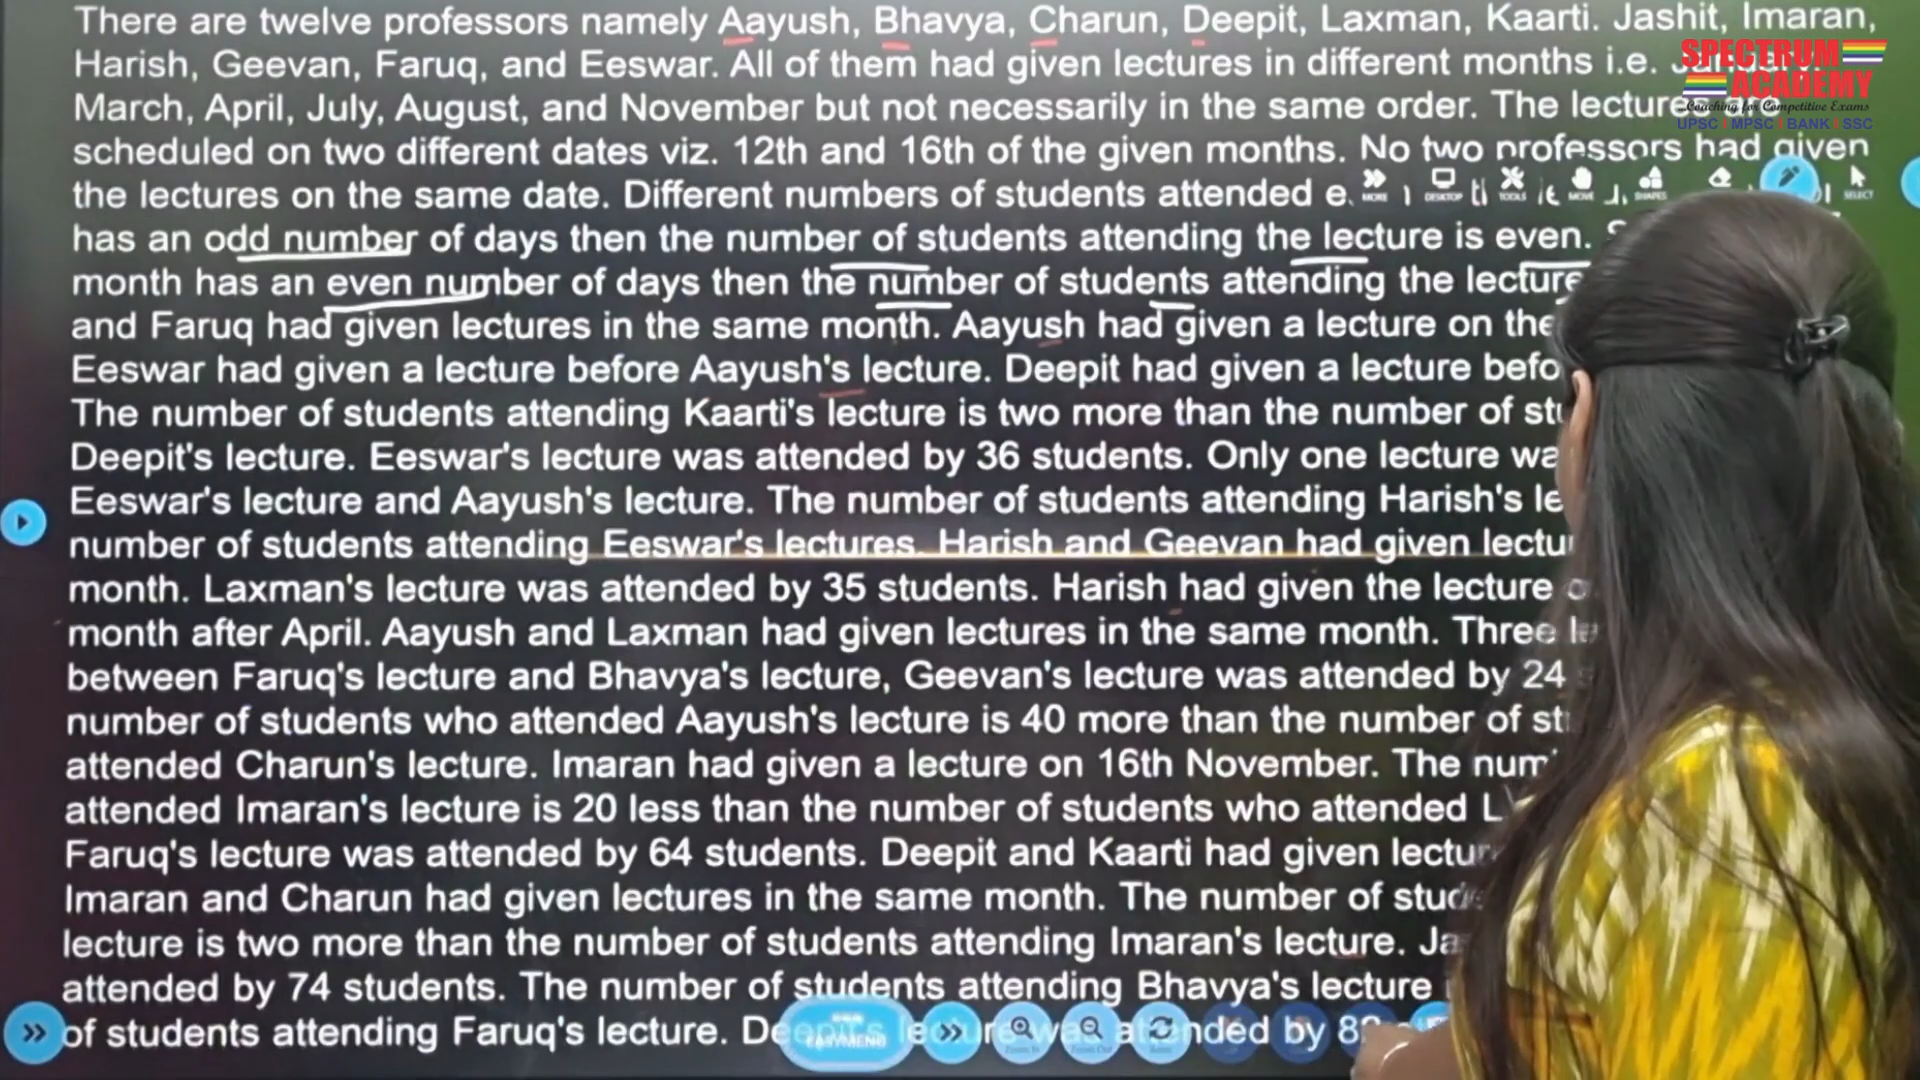 There are twelve professors namely Aayush, Bhavya, Charun, Deepit, Laxman, Kaarti. Jashit, Imaran,
Harish, Geevan, Faruq, and Eeswar. All of them had given lectures in different months i.e.
March, April, July, August, and November but not necessarily in the same order. The lectures
scheduled on two different dates viz. 12th and 16th of the given months. No two professors had given
the lectures on the same date. Different numbers of students attended
has an odd number of days then the number of students attending the lecture is even.
month has an even number of days then the number of students attending the lecture
and Faruq had given lectures in the same month. Aayush had given a lecture on the
Eeswar had given a lecture before Aayush's lecture. Deepit had given a lecture
The number of students attending Kaarti's lecture is two more than the number of
Deepit's lecture. Eeswar's lecture was attended by 36 students. Only one lecture
Eeswar's lecture and Aayush's lecture. The number of students attending Harish's
number of students attending Eeswar's lectures. Harish and Geevan had given
month. Laxman's lecture was attended by 35 students. Harish had given the lecture
month after April. Aayush and Laxman had given lectures in the same month. Three
between Faruq's lecture and Bhavya's lecture, Geevan's lecture was attended by 24
number of students who attended Aayush's lecture is 40 more than the number of
attended Charun's lecture. Imaran had given a lecture on 16th November. The
attended Imaran's lecture is 20 less than the number of students who attended
Faruq's lecture was attended by 64 students. Deepit and Kaarti had given
Imaran and Charun had given lectures in the same month. The number of
lecture is two more than the number of students attending Imaran's lecture.
attended by 74 students. The number of students attending Bhavya's lecture
of students attending Faruq's lecture. Deepit's lecture was attended by
SPECTRUM
ACADEMY
...Coaching for Competitive Exams
UPSC | MPSC | BANK | SSC
MORE
DESKTOP
TOOLS
MOVE
SHAPES
SELECT